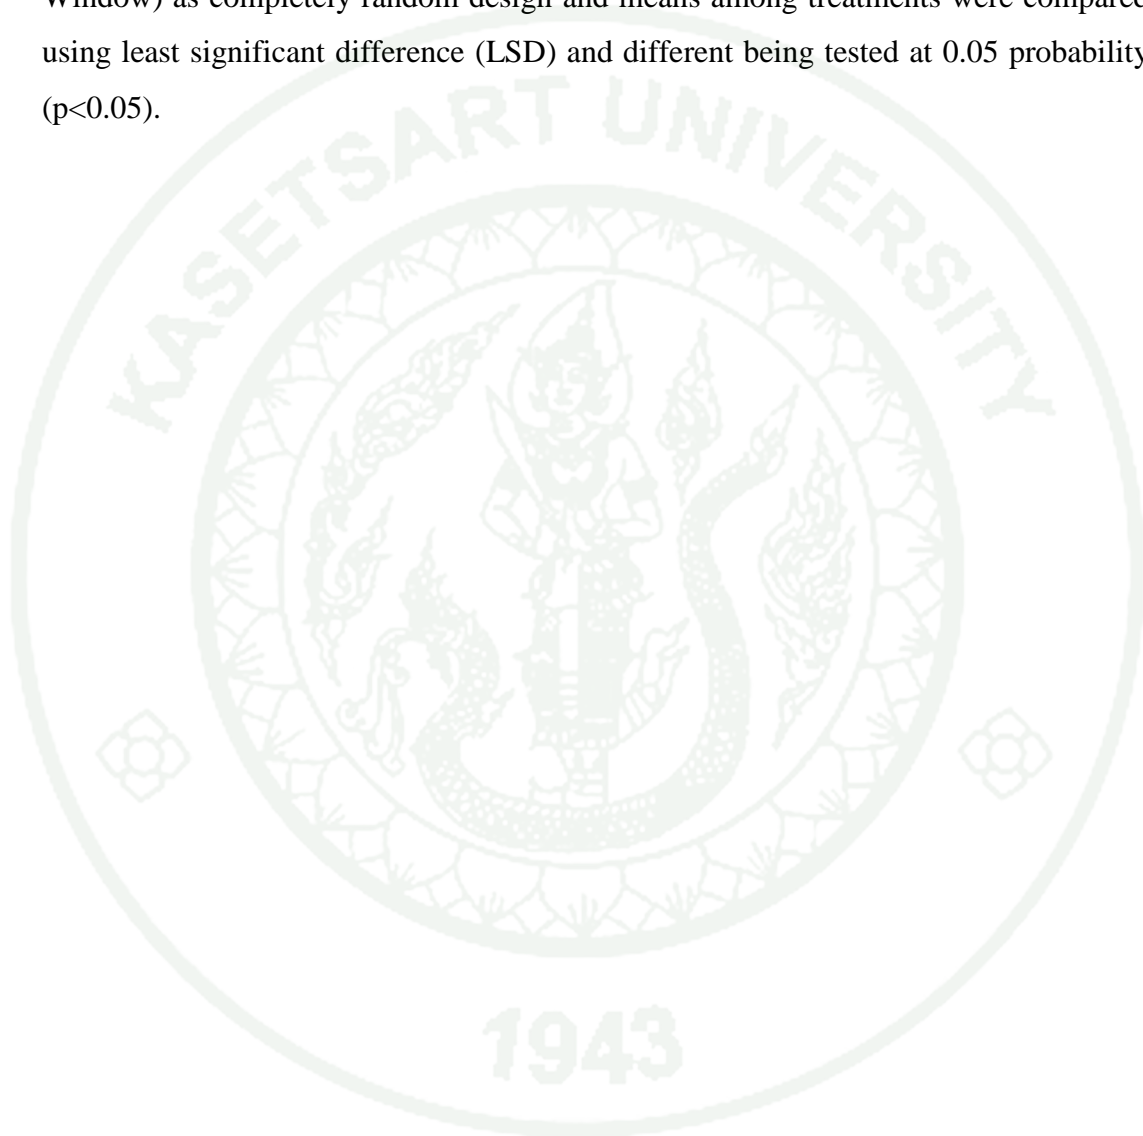 Window) as completely random design and means among treatments were compared
using least significant difference (LSD) and different being tested at 0.05 probability
(p<0.05).
KASETSART UNIVERSITY
1943